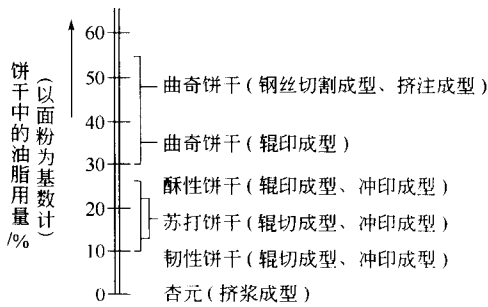 饼干中的油脂用量
(以面粉为基数计)
/%
60
50
40
30
20
10
0
曲奇饼干(钢丝切割成型、挤注成型)
曲奇饼干(辊印成型)
酥性饼干(辊印成型、冲印成型)
苏打饼干(辊切成型、冲印成型)
韧性饼干(辊切成型、冲印成型)
杏元(挤浆成型)